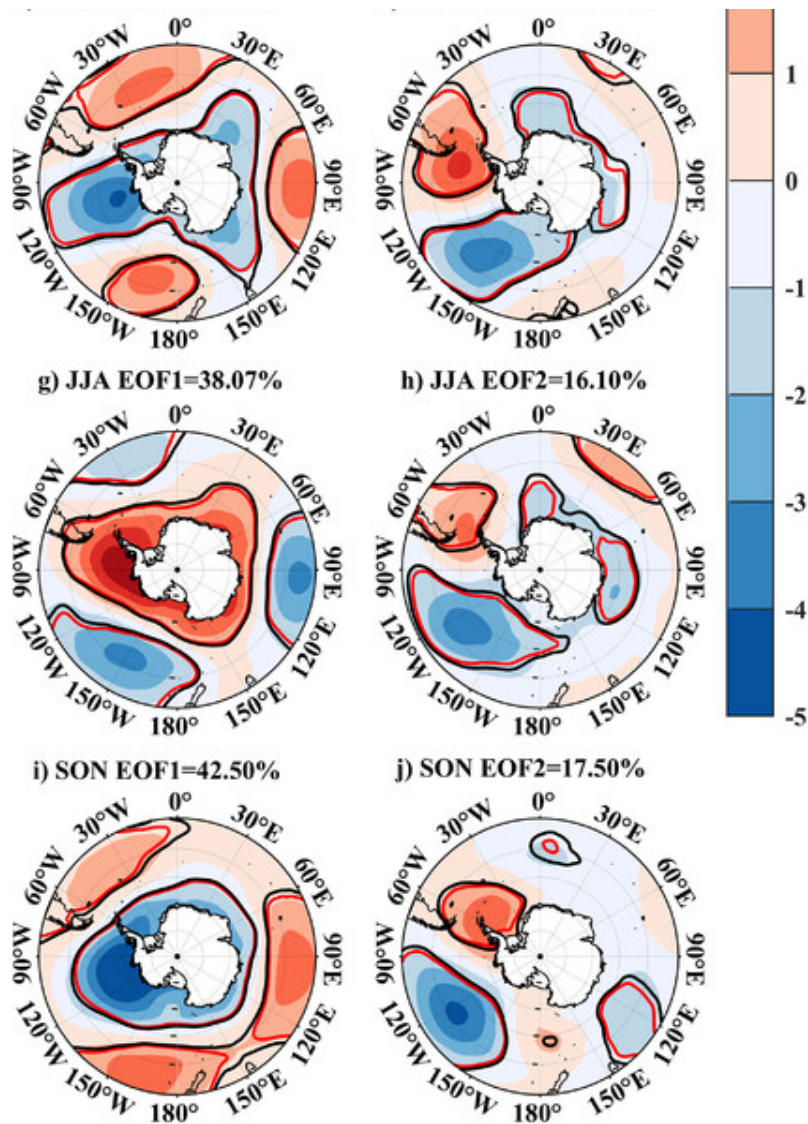 0°
30°W
30°E
60°W
60°E
90°W
90°E
120°W
120°E
150°W
150°E
180°
0°
30°W
30°E
60°W
60°E
90°W
90°E
120°W
120°E
150°W
150°E
180°
1
0
-1
-2
-3
-4
-5
g) JJA EOF1=38.07%
h) JJA EOF2=16.10%
0°
30°W
30°E
60°W
60°E
90°W
90°E
120°W
120°E
150°W
150°E
180°
0°
30°W
30°E
60°W
60°E
90°W
90°E
120°W
120°E
150°W
150°E
180°
i) SON EOF1=42.50%
j) SON EOF2=17.50%
0°
30°W
30°E
60°W
60°E
90°W
90°E
120°W
120°E
150°W
150°E
180°
0°
30°W
30°E
60°W
60°E
90°W
90°E
120°W
120°E
150°W
150°E
180°